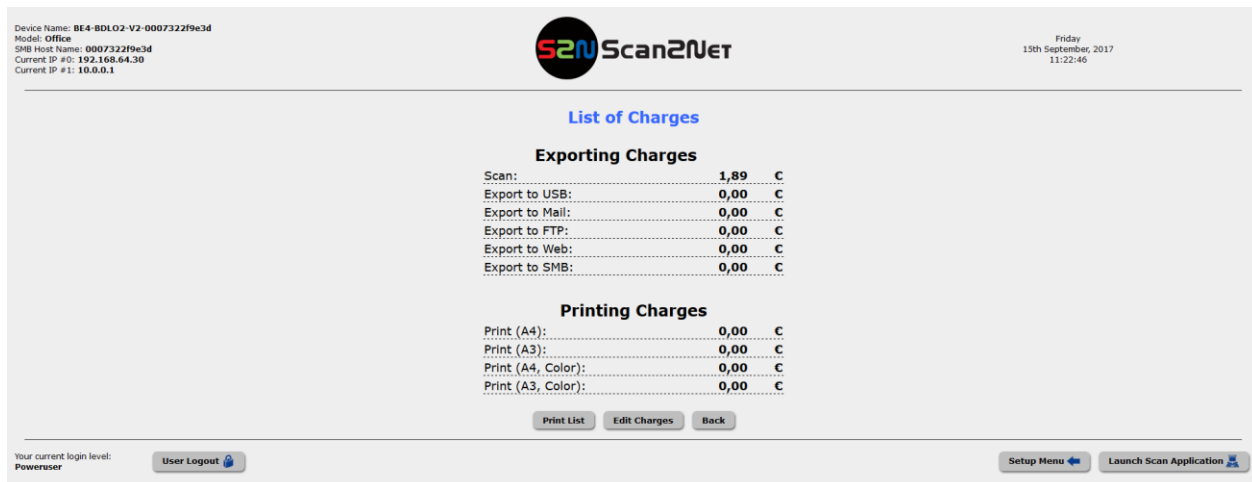 Device Name: BE4-BDLO2-V2-0007322f9e3d
Model: Office
SMB Host Name: 0007322f9e3d
Current IP #0: 192.168.64.30
Current IP #1: 10.0.0.1
S2N Scan2Net
Friday
15th September, 2017
11:22:46
List of Charges
Exporting Charges
Scan: 1,89 €
Export to USB: 0,00 €
Export to Mail: 0,00 €
Export to FTP: 0,00 €
Export to Web: 0,00 €
Export to SMB: 0,00 €
Printing Charges
Print (A4): 0,00 €
Print (A3): 0,00 €
Print (A4, Color): 0,00 €
Print (A3, Color): 0,00 €
Print List Edit Charges Back
Your current login level:
Poweruser
User Logout
Setup Menu
Launch Scan Application